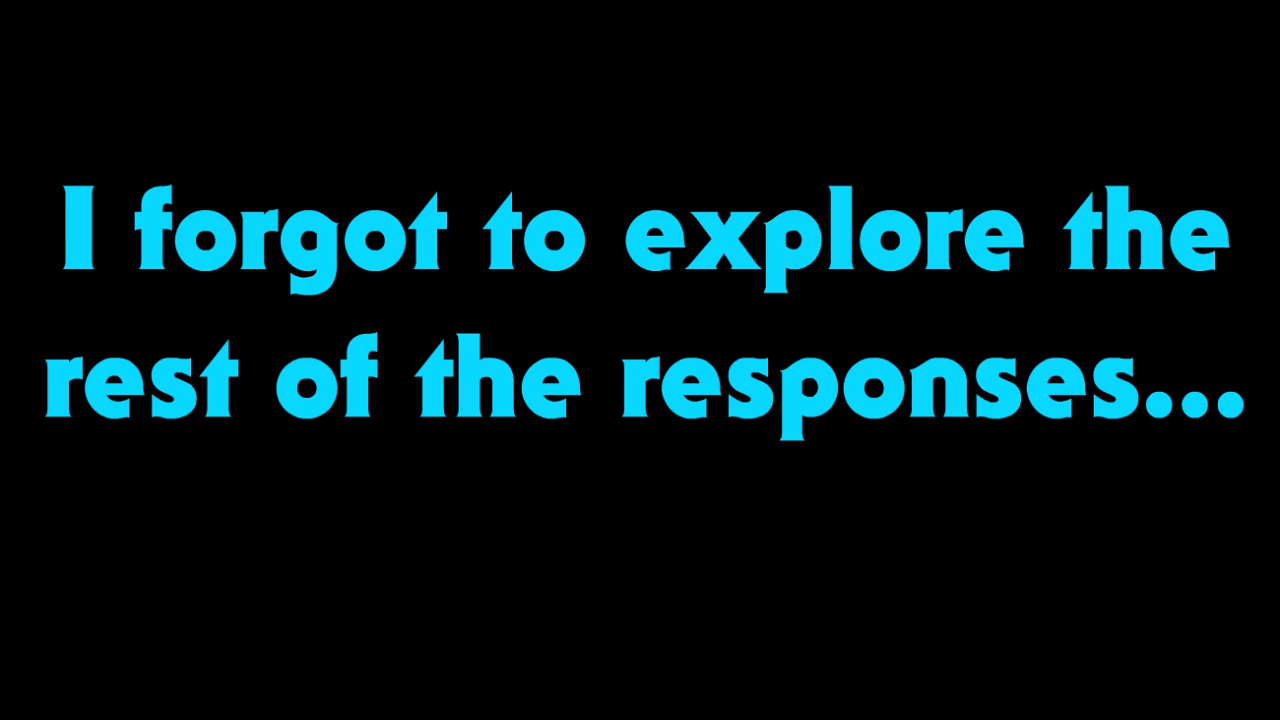 I forgot to explore the
rest of the responses...